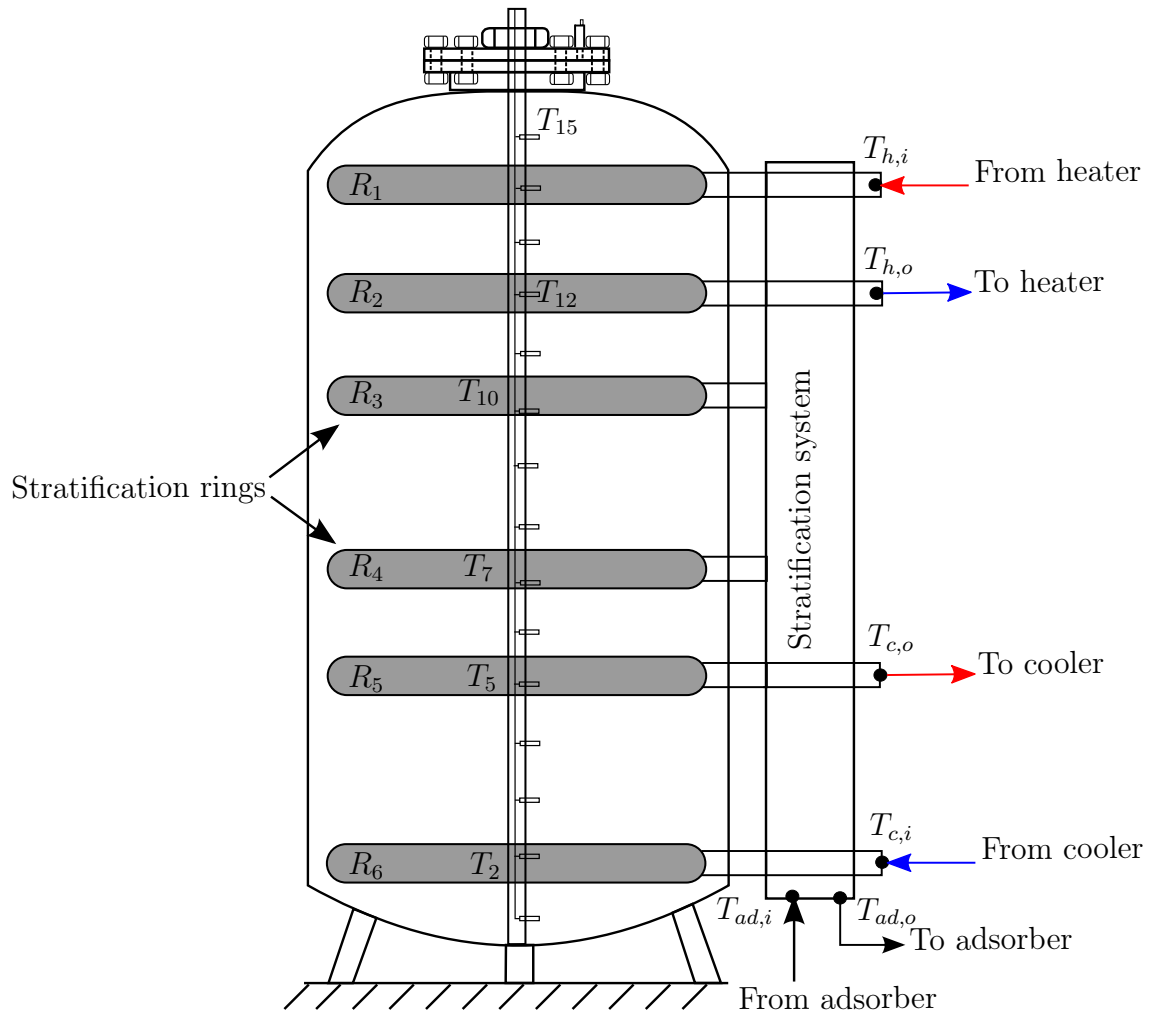 T15
Th,i
From heater
R1
Th,o
To heater
R2
T12
R3
T10
Stratification rings
Stratification system
R4
T7
Tc,o
To cooler
R5
T5
Tc,i
From cooler
R6
T2
Tad,i
Tad,o
To adsorber
From adsorber